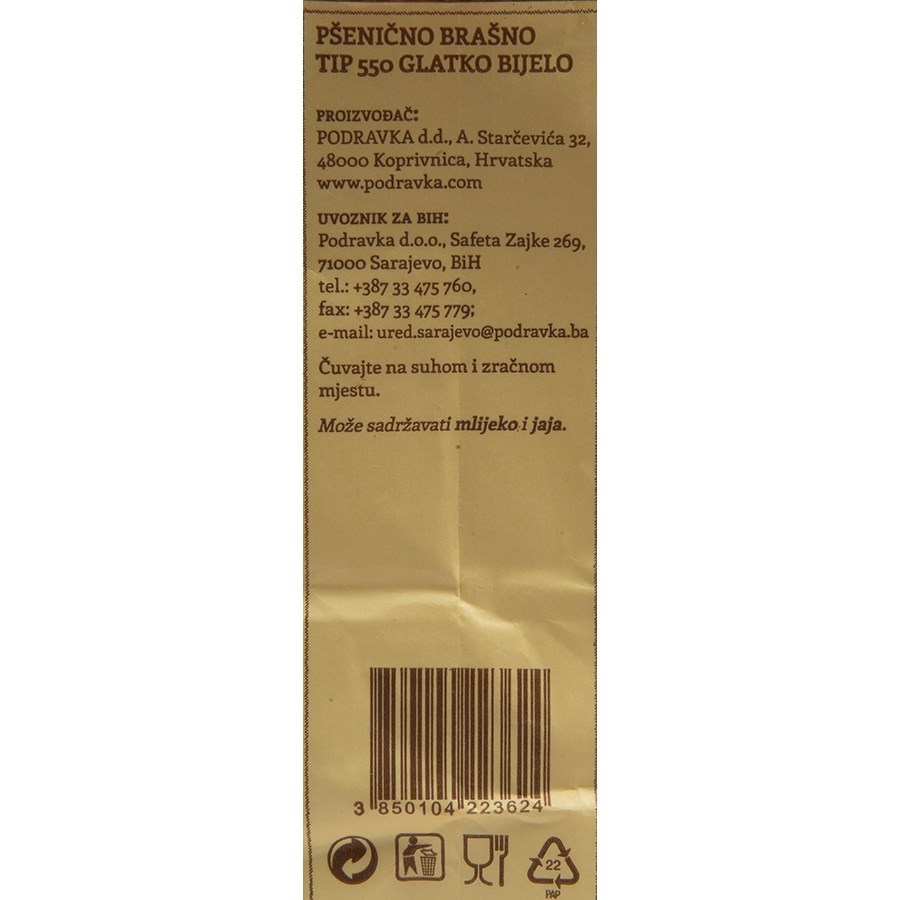 PŠENIČNO BRAŠNO
TIP 550 GLATKO BIJELO
PROIZVOĐAČ:
PODRAVKA d.d., A. Starčevića 32,
48000 Koprivnica, Hrvatska
www.podravka.com
UVOZNIK ZA BIH:
Podravka d.o.o., Safeta Zajke 269,
71000 Sarajevo, BiH
tel.: +387 33 475 760,
fax: +387 33 475 779;
e-mail: ured.sarajevo@podravka.ba
Čuvajte na suhom i zračnom
mjestu.
Može sadržavati mlijeko i jaja.
3 850104 223624
22
PAP